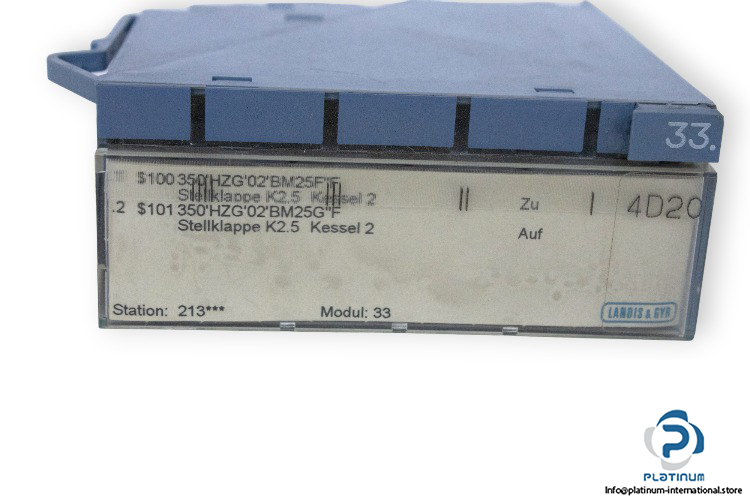 33.
$100 350'HZG'02'BM25F"F
Stellklappe K2.5 Kessel 2 Zu 4D20
.2 $101 350'HZG'02'BM25G"F
Stellklappe K2.5 Kessel 2 Auf
Station: 213*** Modul: 33 LANDIS & GYR
PLATINUM
Info@platinum-international.store